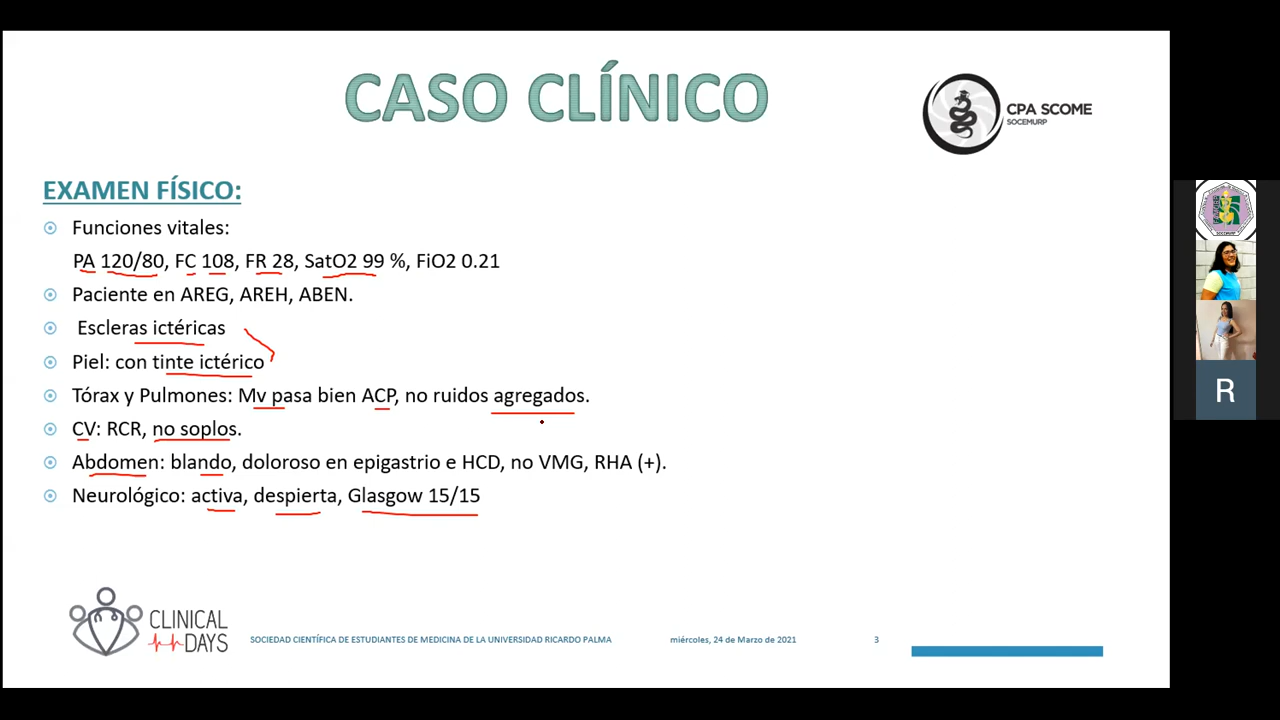 CASO CLÍNICO
CPA SCOME
SOCEMURP
EXAMEN FÍSICO:
Funciones vitales:
PA 120/80, FC 108, FR 28, SatO2 99 %, FiO2 0.21
Paciente en AREG, AREH, ABEN.
Escleras ictéricas
Piel: con tinte ictérico
Tórax y Pulmones: Mv pasa bien ACP, no ruidos agregados.
CV: RCR, no soplos.
Abdomen: blando, doloroso en epigastrio e HCD, no VMG, RHA (+).
Neurológico: activa, despierta, Glasgow 15/15
CLINICAL
DAYS
SOCIEDAD CIENTÍFICA DE ESTUDIANTES DE MEDICINA DE LA UNIVERSIDAD RICARDO PALMA
miércoles, 24 de Marzo de 2021
3
R